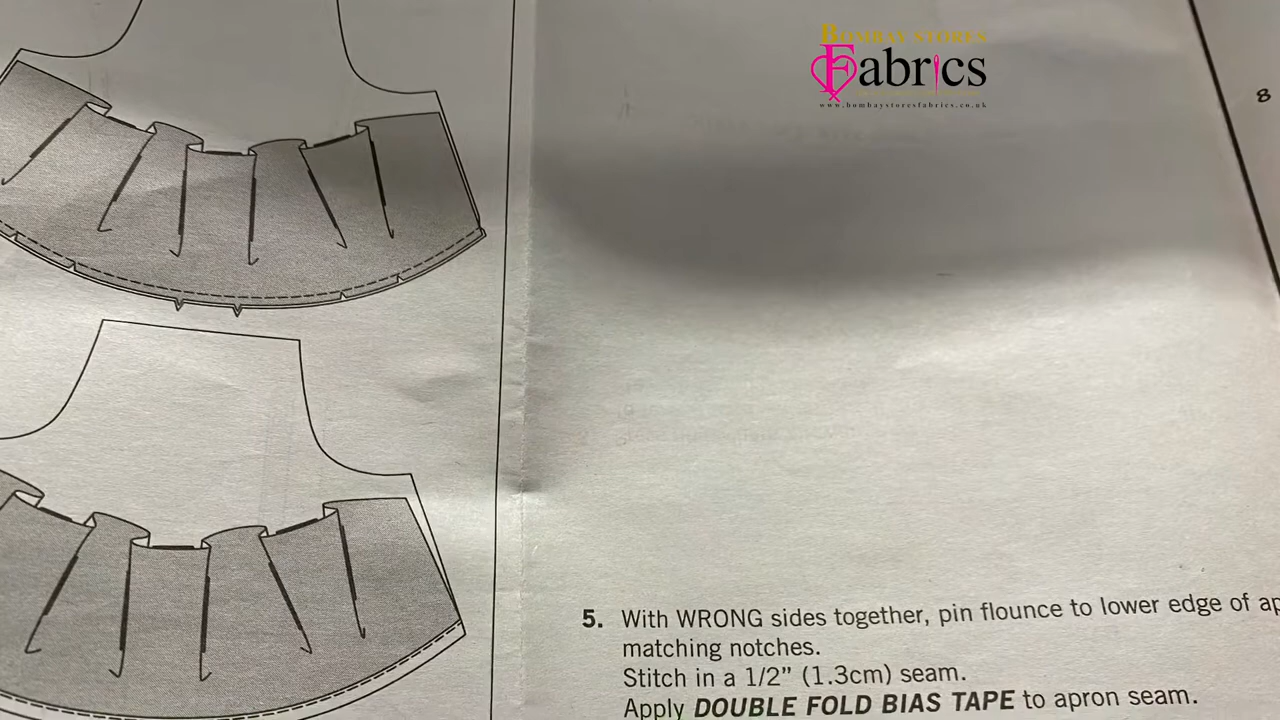 BOMBAY STORES
Fabrics
www.bombaystoresfabrics.co.uk
8
5. With WRONG sides together, pin flounce to lower edge of ap
matching notches.
Stitch in a 1/2” (1.3cm) seam.
Apply DOUBLE FOLD BIAS TAPE to apron seam.